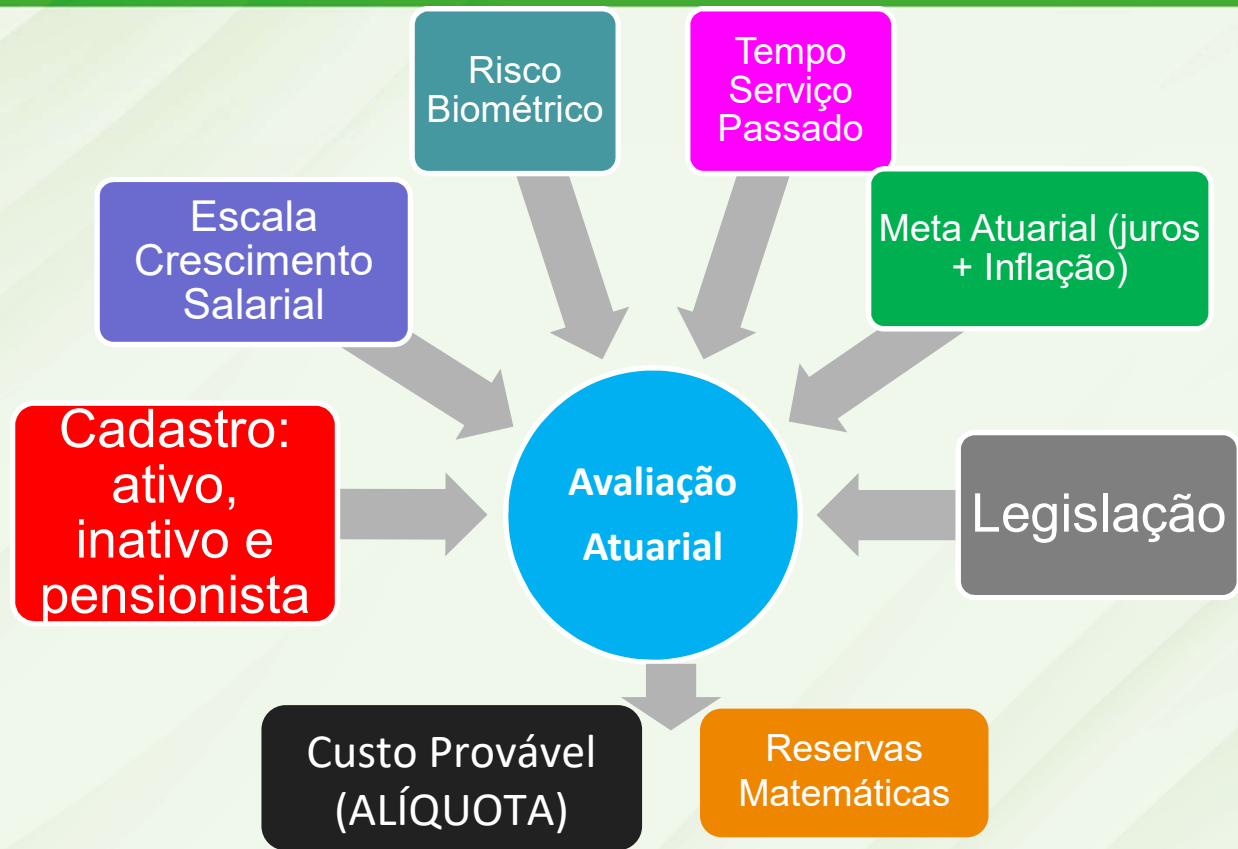 Risco
Biométrico
Tempo
Serviço
Passado
Escala
Crescimento
Salarial
Meta Atuarial (juros
+ Inflação)
Cadastro:
ativo,
inativo e
pensionista
Avaliação
Atuarial
Legislação
Custo Provável
(ALÍQUOTA)
Reservas
Matemáticas